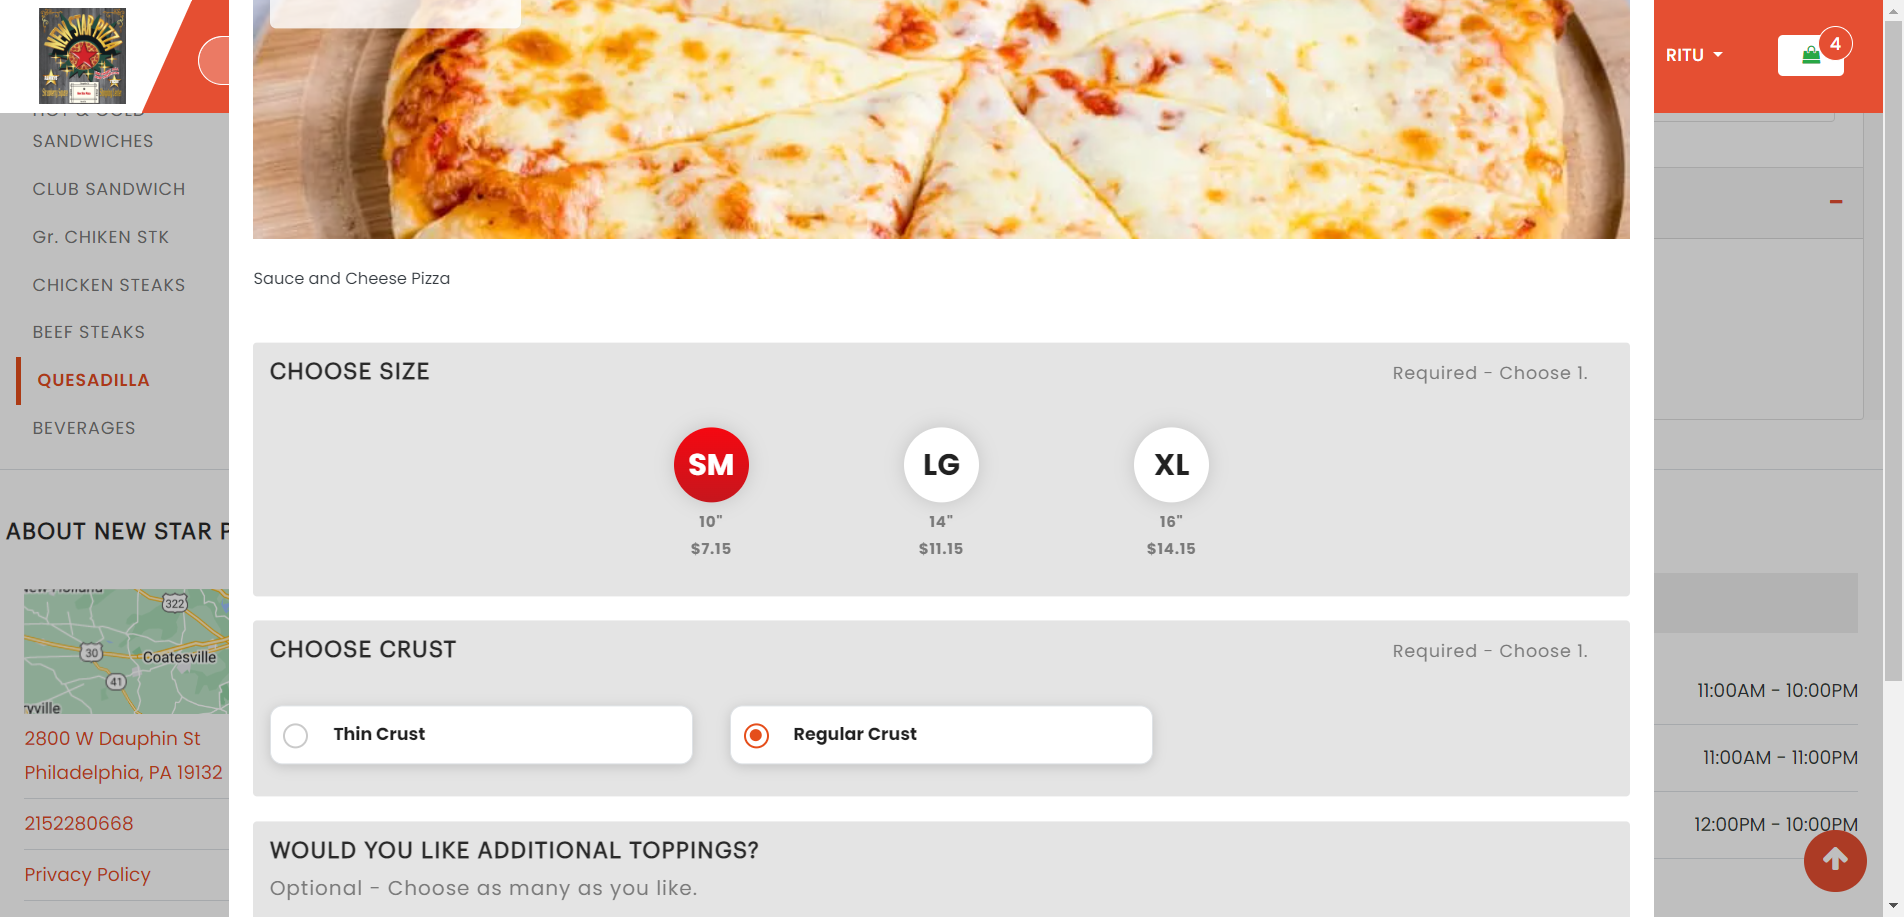 NEW STAR PIZZA
RITU
4
HOT & COLD
SANDWICHES
CLUB SANDWICH
Gr. CHIKEN STK
CHICKEN STEAKS
BEEF STEAKS
QUESADILLA
BEVERAGES
Sauce and Cheese Pizza
CHOOSE SIZE
Required - Choose 1.
SM
LG
XL
10"
14"
16"
$7.15
$11.15
$14.15
ABOUT NEW STAR P
322
30
Coatesville
41
2800 W Dauphin St
Philadelphia, PA 19132
2152280668
Privacy Policy
CHOOSE CRUST
Required - Choose 1.
Thin Crust
Regular Crust
WOULD YOU LIKE ADDITIONAL TOPPINGS?
Optional - Choose as many as you like.
11:00AM - 10:00PM
11:00AM - 11:00PM
12:00PM - 10:00PM